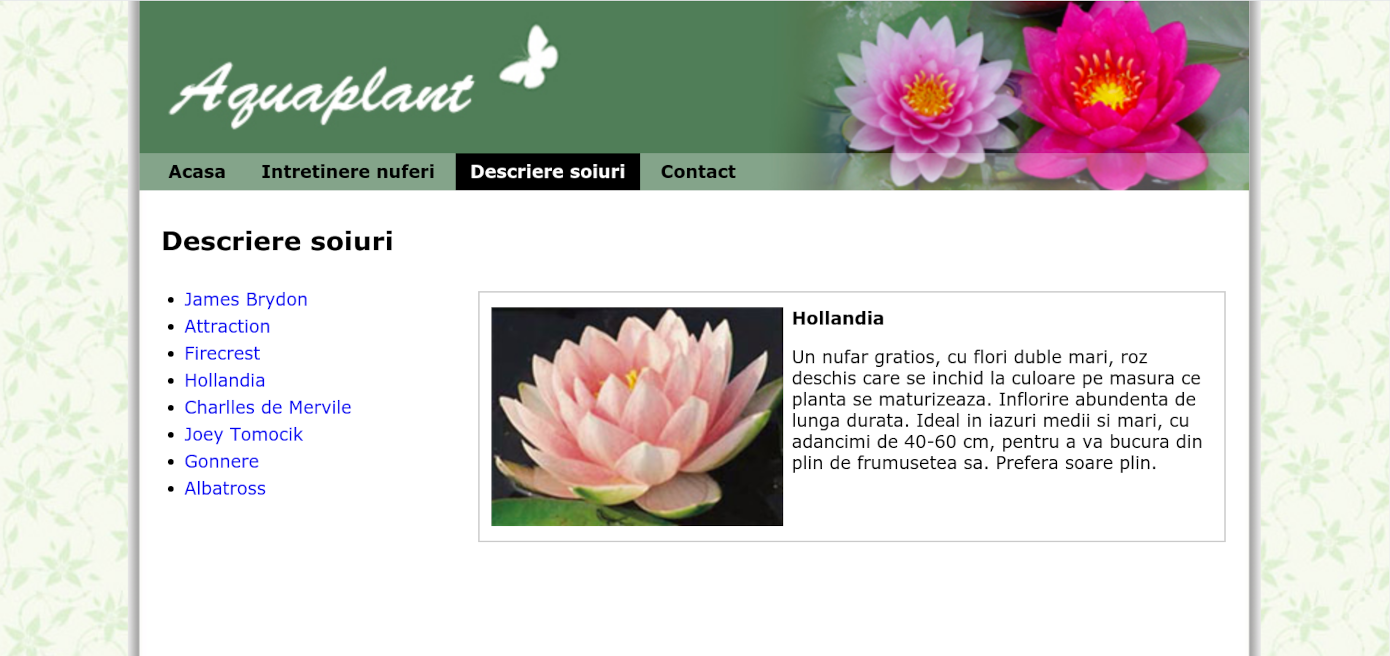 Aquaplant
Acasa Intretinere nuferi Descriere soiuri Contact
Descriere soiuri
James Brydon
Attraction
Firecrest
Hollandia
Charlles de Mervile
Joey Tomocik
Gonnere
Albatross
Hollandia
Un nufar gratios, cu flori duble mari, roz
deschis care se inchid la culoare pe masura ce
planta se maturizeaza. Inflorire abundenta de
lunga durata. Ideal in iazuri medii si mari, cu
adancimi de 40-60 cm, pentru a va bucura din
plin de frumusetea sa. Prefera soare plin.